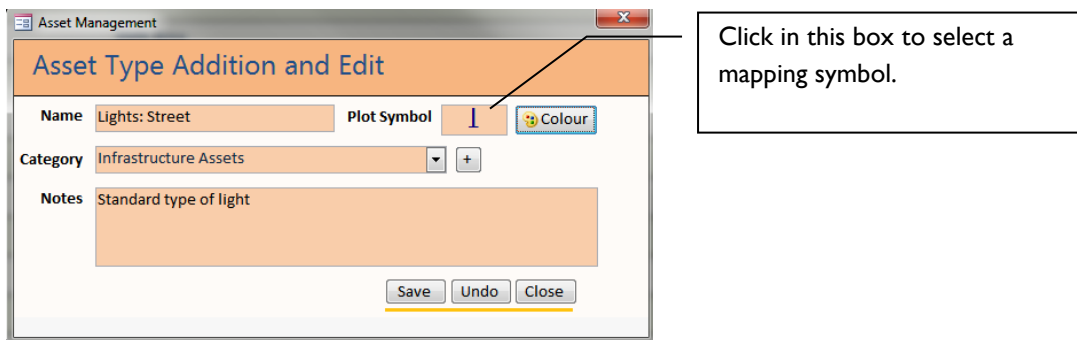 Asset Management
Asset Type Addition and Edit
Name Lights: Street Plot Symbol Colour
Category Infrastructure Assets +
Notes Standard type of light
Save Undo Close
Click in this box to select a
mapping symbol.